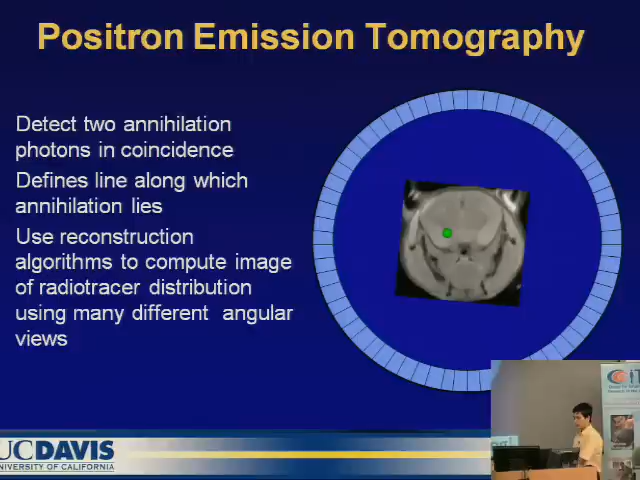 Positron Emission Tomography
Detect two annihilation
photons in coincidence
Defines line along which
annihilation lies
Use reconstruction
algorithms to compute image
of radiotracer distribution
using many different angular
views
UCDAVIS
UNIVERSITY OF CALIFORNIA